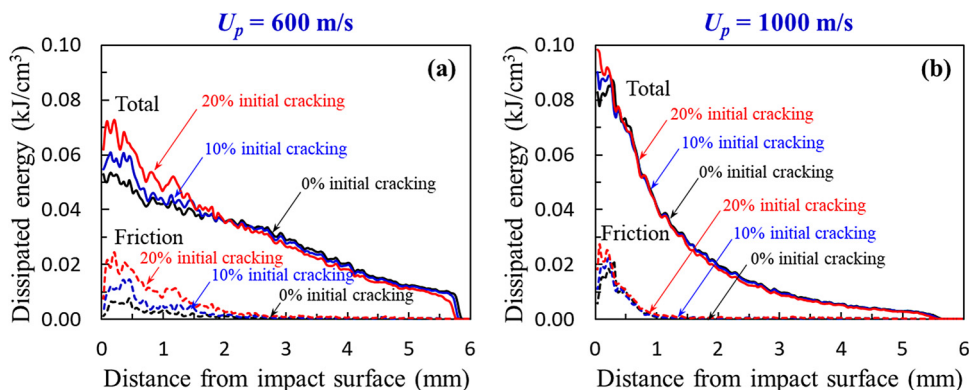 U_p = 600 m/s
Dissipated energy (kJ/cm³)
0.10
0.08
0.06
0.04
0.02
0.00
(a)
Total
20% initial cracking
10% initial cracking
0% initial cracking
Friction
20% initial cracking
10% initial cracking
0% initial cracking
0 1 2 3 4 5 6
Distance from impact surface (mm)
U_p = 1000 m/s
Dissipated energy (kJ/cm³)
0.10
0.08
0.06
0.04
0.02
0.00
(b)
Total
20% initial cracking
10% initial cracking
0% initial cracking
Friction
20% initial cracking
10% initial cracking
0% initial cracking
0 1 2 3 4 5 6
Distance from impact surface (mm)